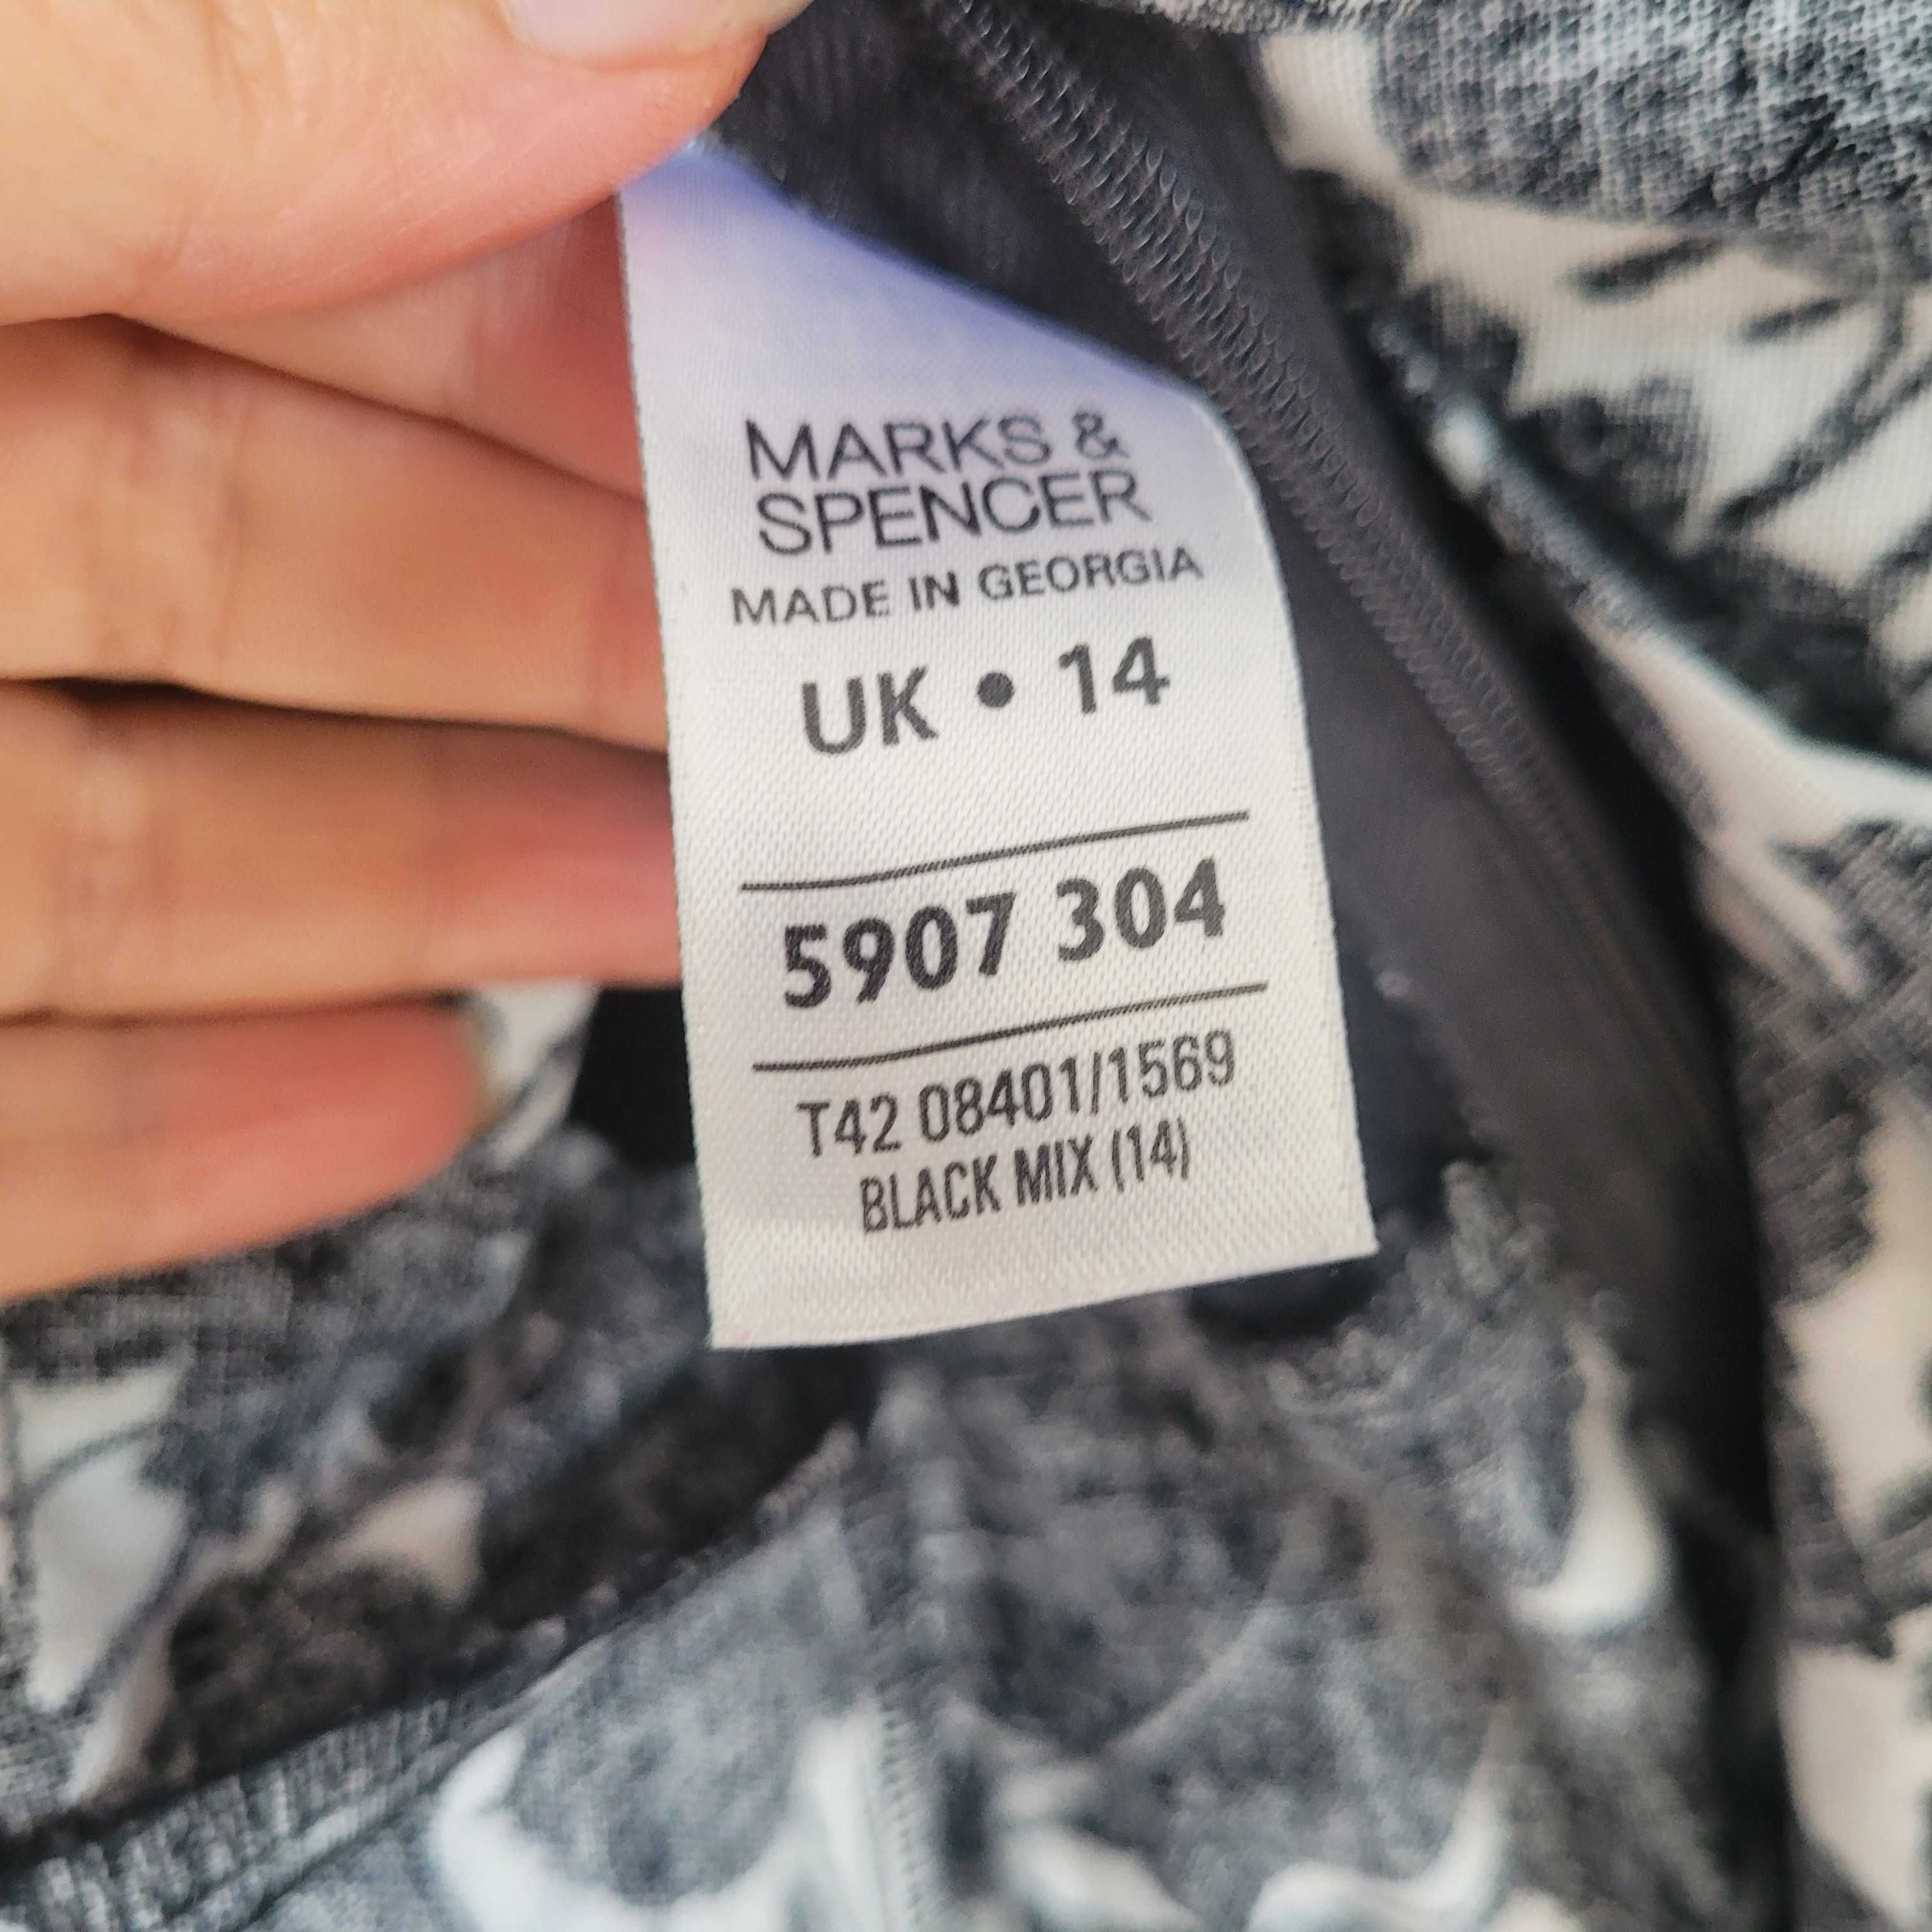 MARKS &
SPENCER
MADE IN GEORGIA
UK • 14
5907 304
T42 08401/1569
BLACK MIX (14)